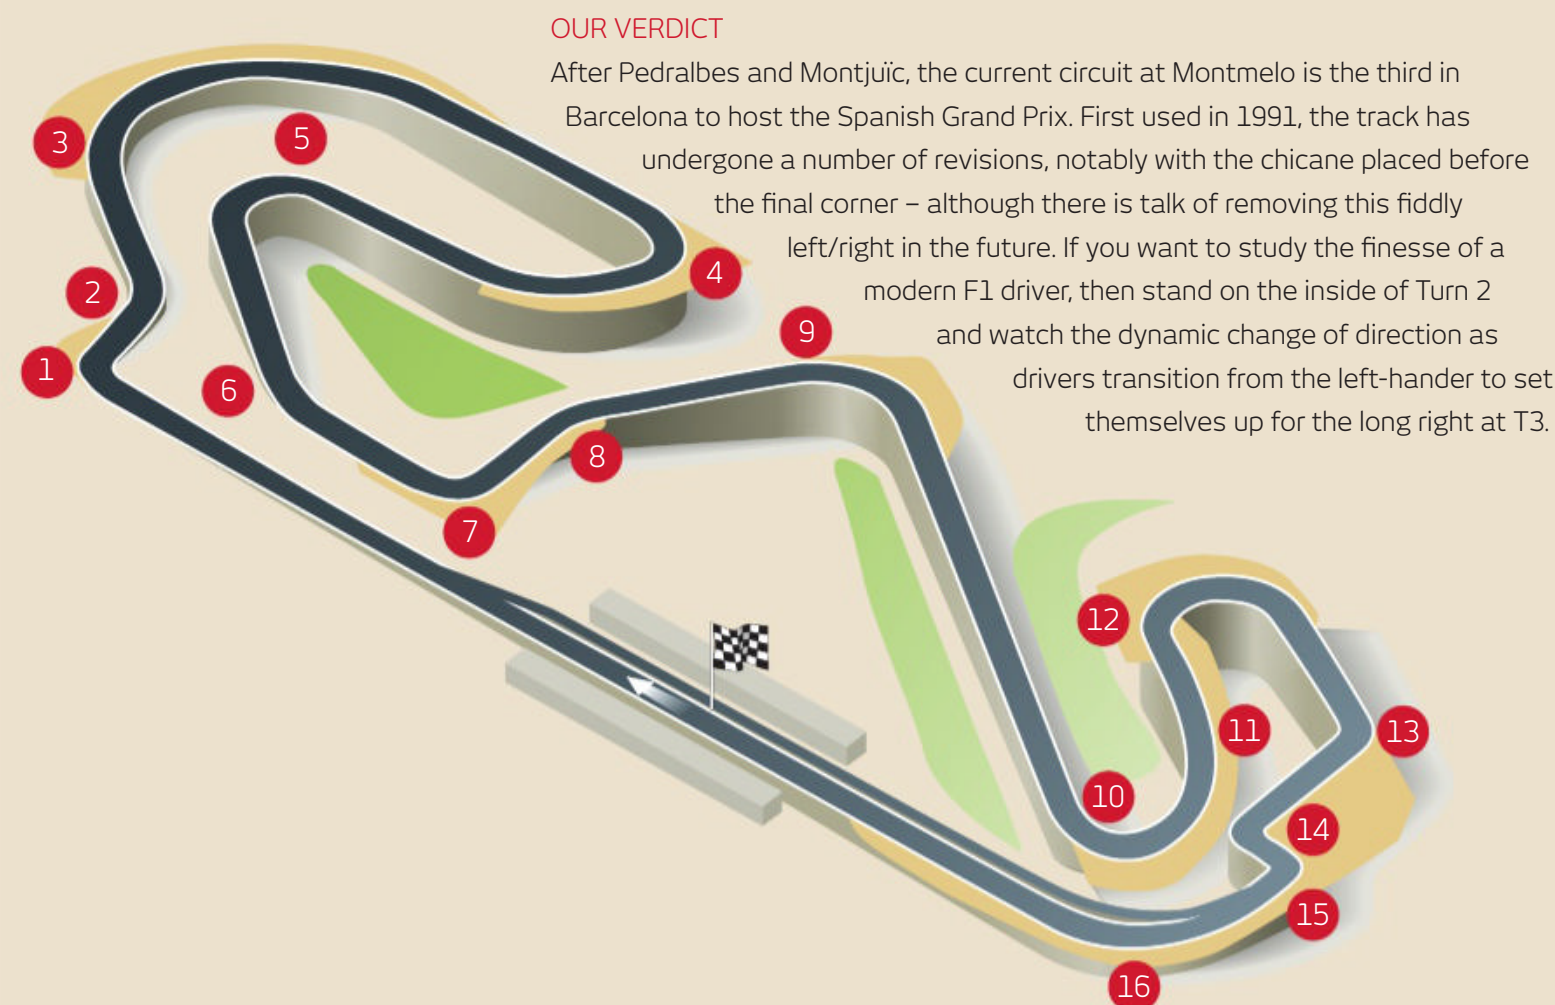 OUR VERDICT
After Pedralbes and Montjuïc, the current circuit at Montmelo is the third in
Barcelona to host the Spanish Grand Prix. First used in 1991, the track has
undergone a number of revisions, notably with the chicane placed before
the final corner – although there is talk of removing this fiddly
left/right in the future. If you want to study the finesse of a
modern F1 driver, then stand on the inside of Turn 2
and watch the dynamic change of direction as
drivers transition from the left-hander to set
themselves up for the long right at T3.
1
2
3
4
5
6
7
8
9
10
11
12
13
14
15
16